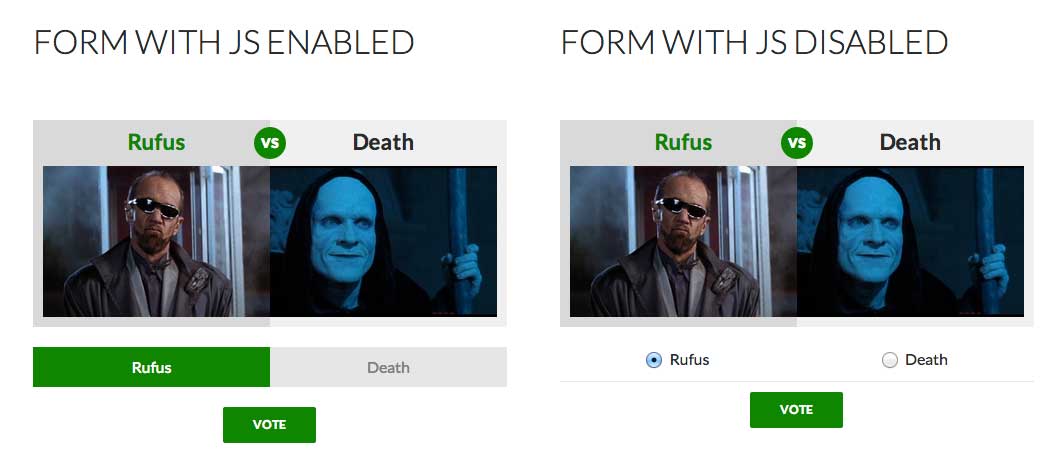 FORM WITH JS ENABLED
Rufus VS Death
Rufus Death
VOTE
FORM WITH JS DISABLED
Rufus VS Death
Rufus Death
VOTE